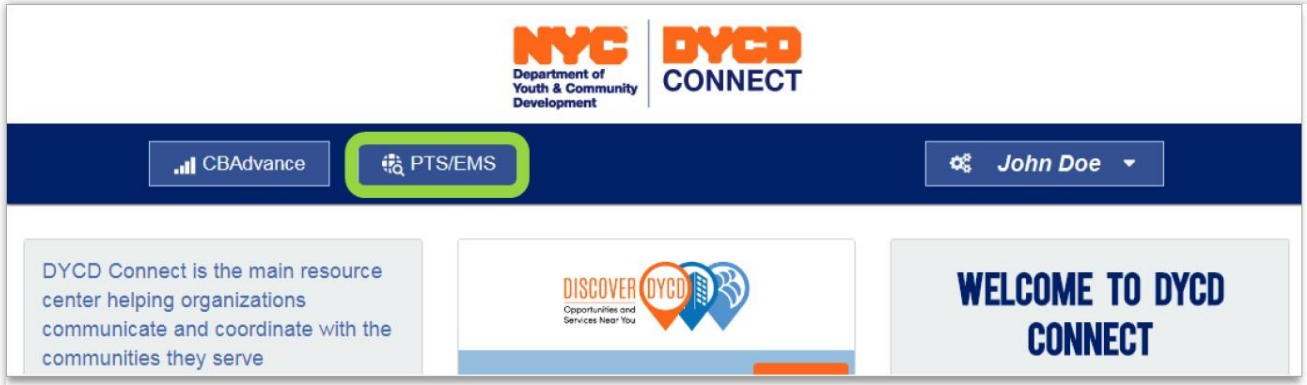 NYC
Department of
Youth & Community
Development
DYCD
CONNECT
CBAdvance
PTS/EMS
John Doe
DYCD Connect is the main resource
center helping organizations
communicate and coordinate with the
communities they serve
DISCOVER DYCD
Opportunities and
Services Near You
WELCOME TO DYCD
CONNECT